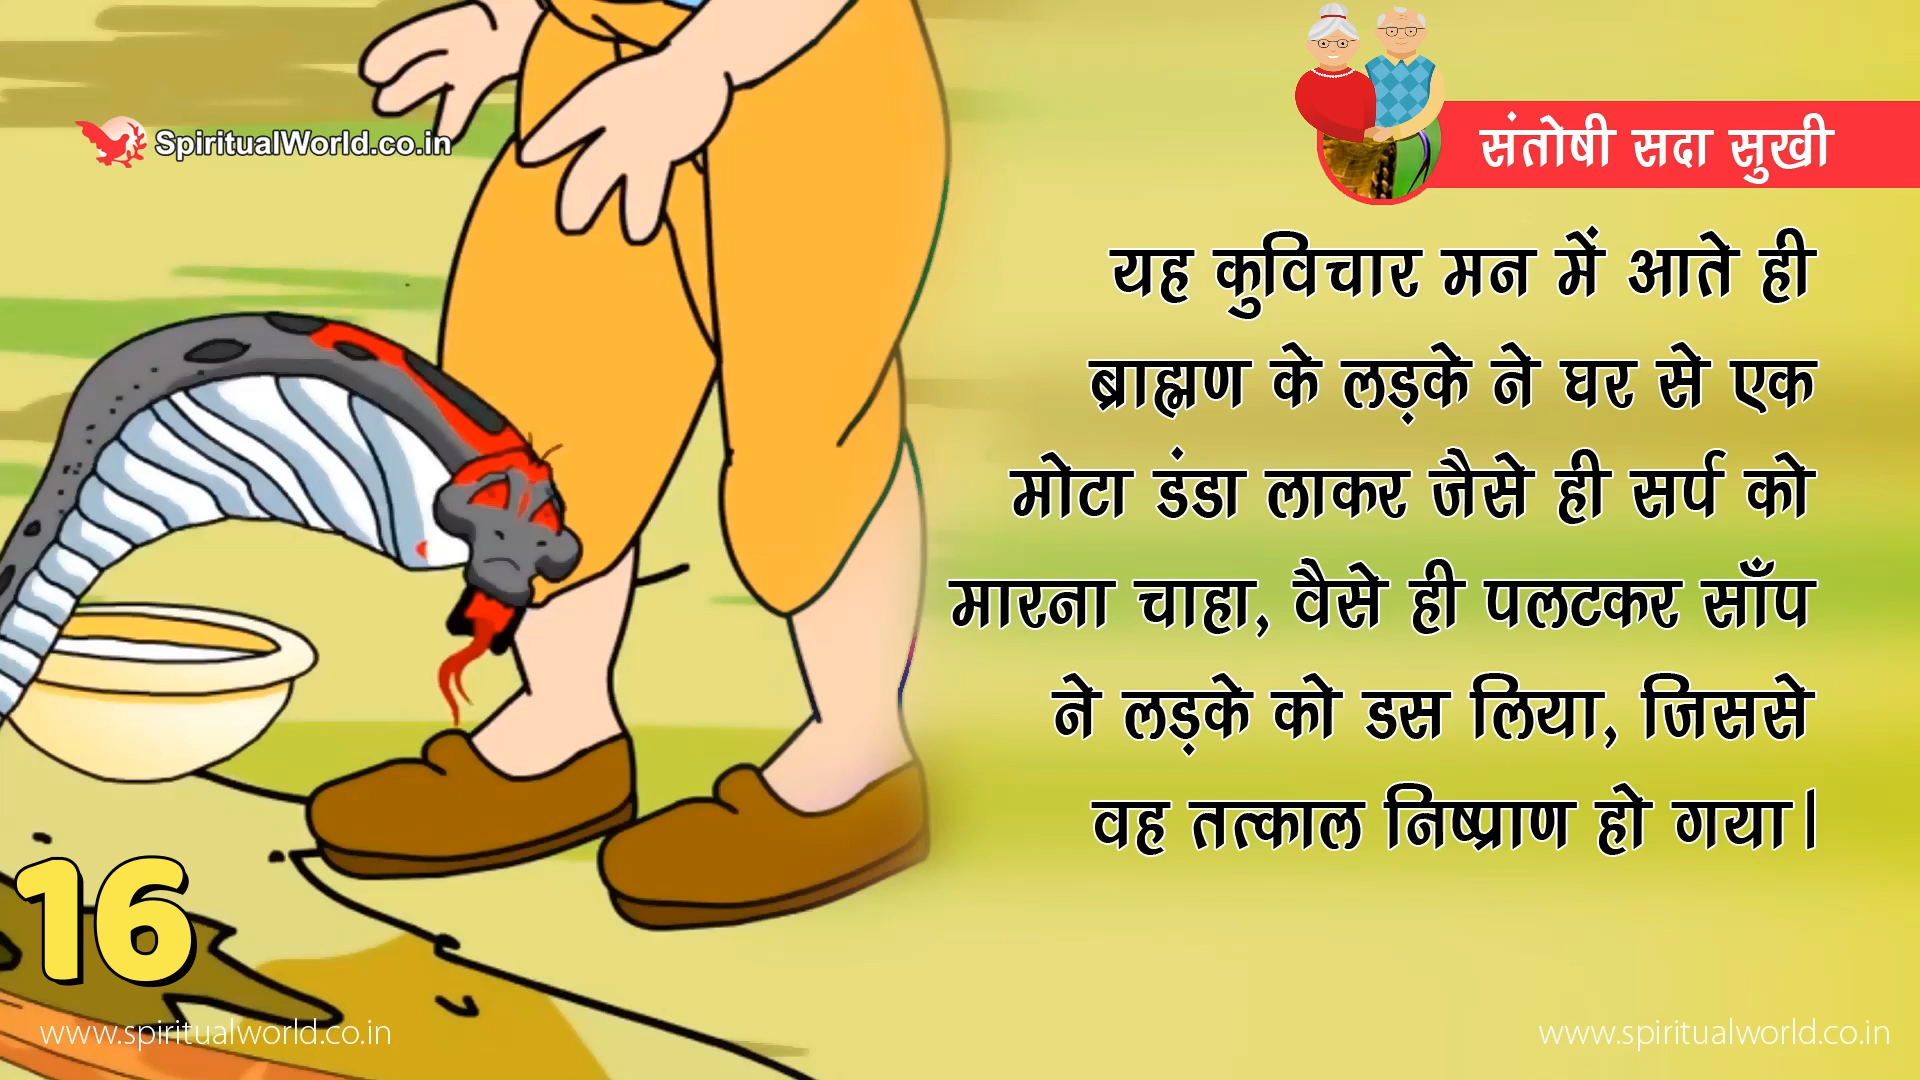 SpiritualWorld.co.in
संतोषी सदा सुखी
यह कुविचार मन में आते ही
ब्राह्मण के लड़के ने घर से एक
मोटा डंडा लाकर जैसे ही सर्प को
मारना चाहा, वैसे ही पलटकर साँप
ने लड़के को डस लिया, जिससे
वह तत्काल निष्प्राण हो गया।
16
www.spiritualworld.co.in
www.spiritualworld.co.in